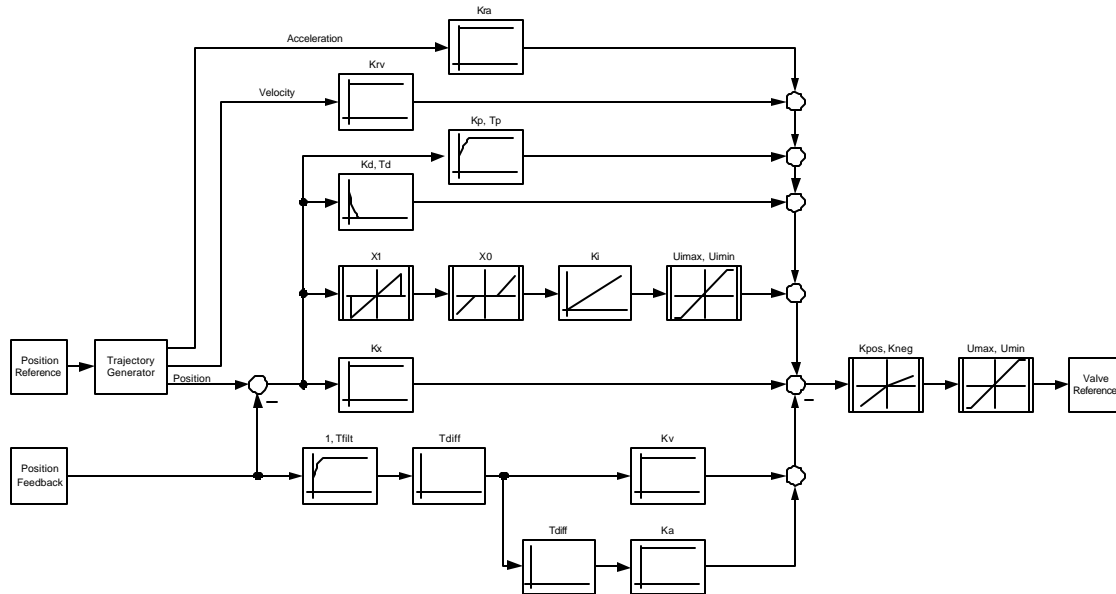 Kra
Acceleration
Krv
Velocity
Kp, Tp
Kd, Td
X1
X0
Ki
Uimax, Uimin
Position
Reference
Trajectory
Generator
Position
Kx
Kpos, Kneg
Umax, Umin
Valve
Reference
Position
Feedback
1, Tfilt
Tdiff
Kv
Tdiff
Ka